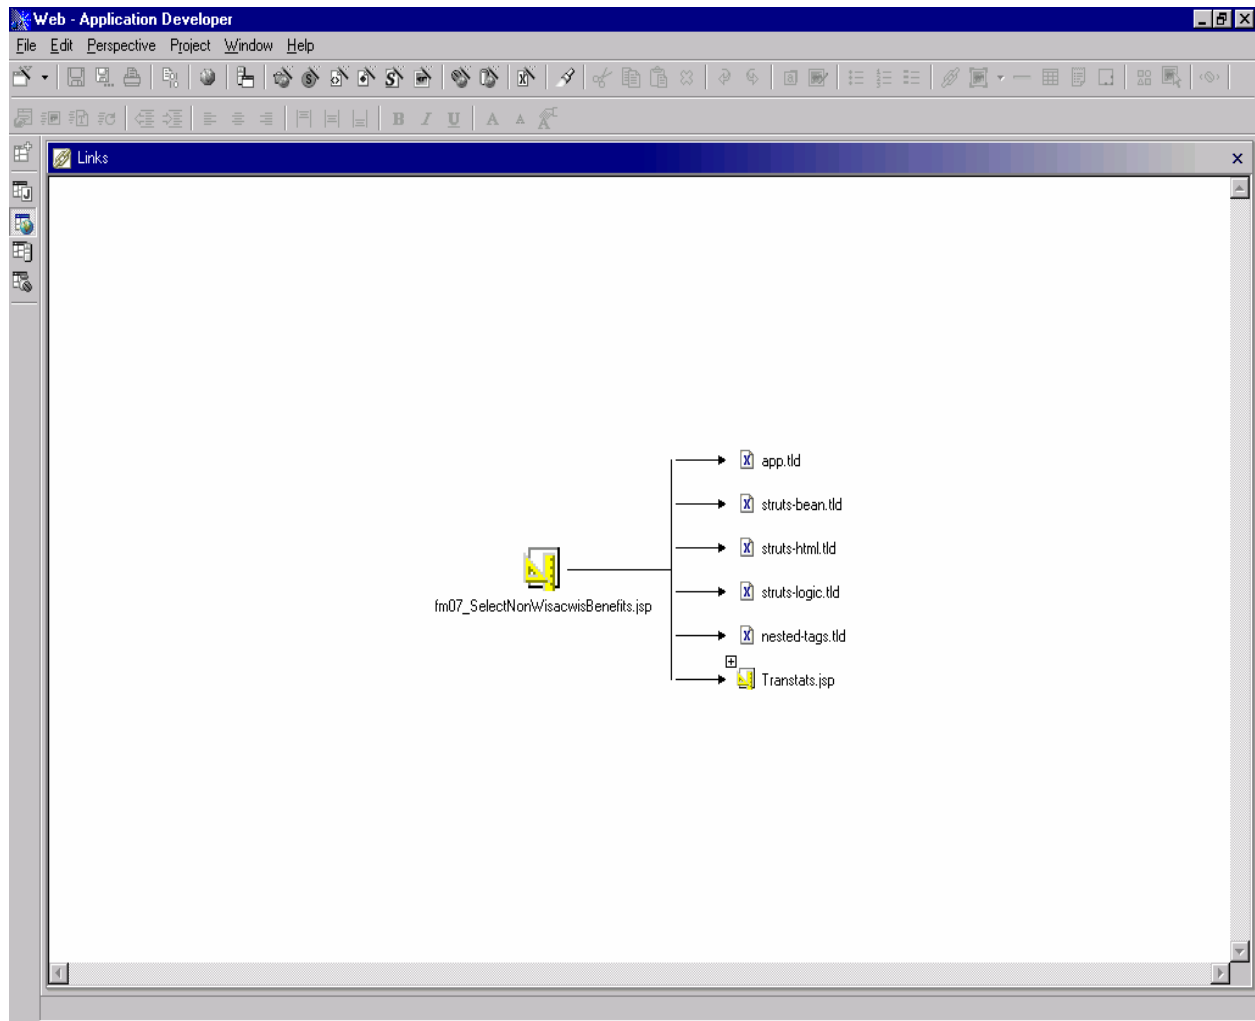 Web - Application Developer
File Edit Perspective Project Window Help
B I U A A
Links
app.tld
struts-bean.tld
struts-html.tld
struts-logic.tld
fm07_SelectNonWisacwisBenefits.jsp
nested-tags.tld
Transtats.jsp